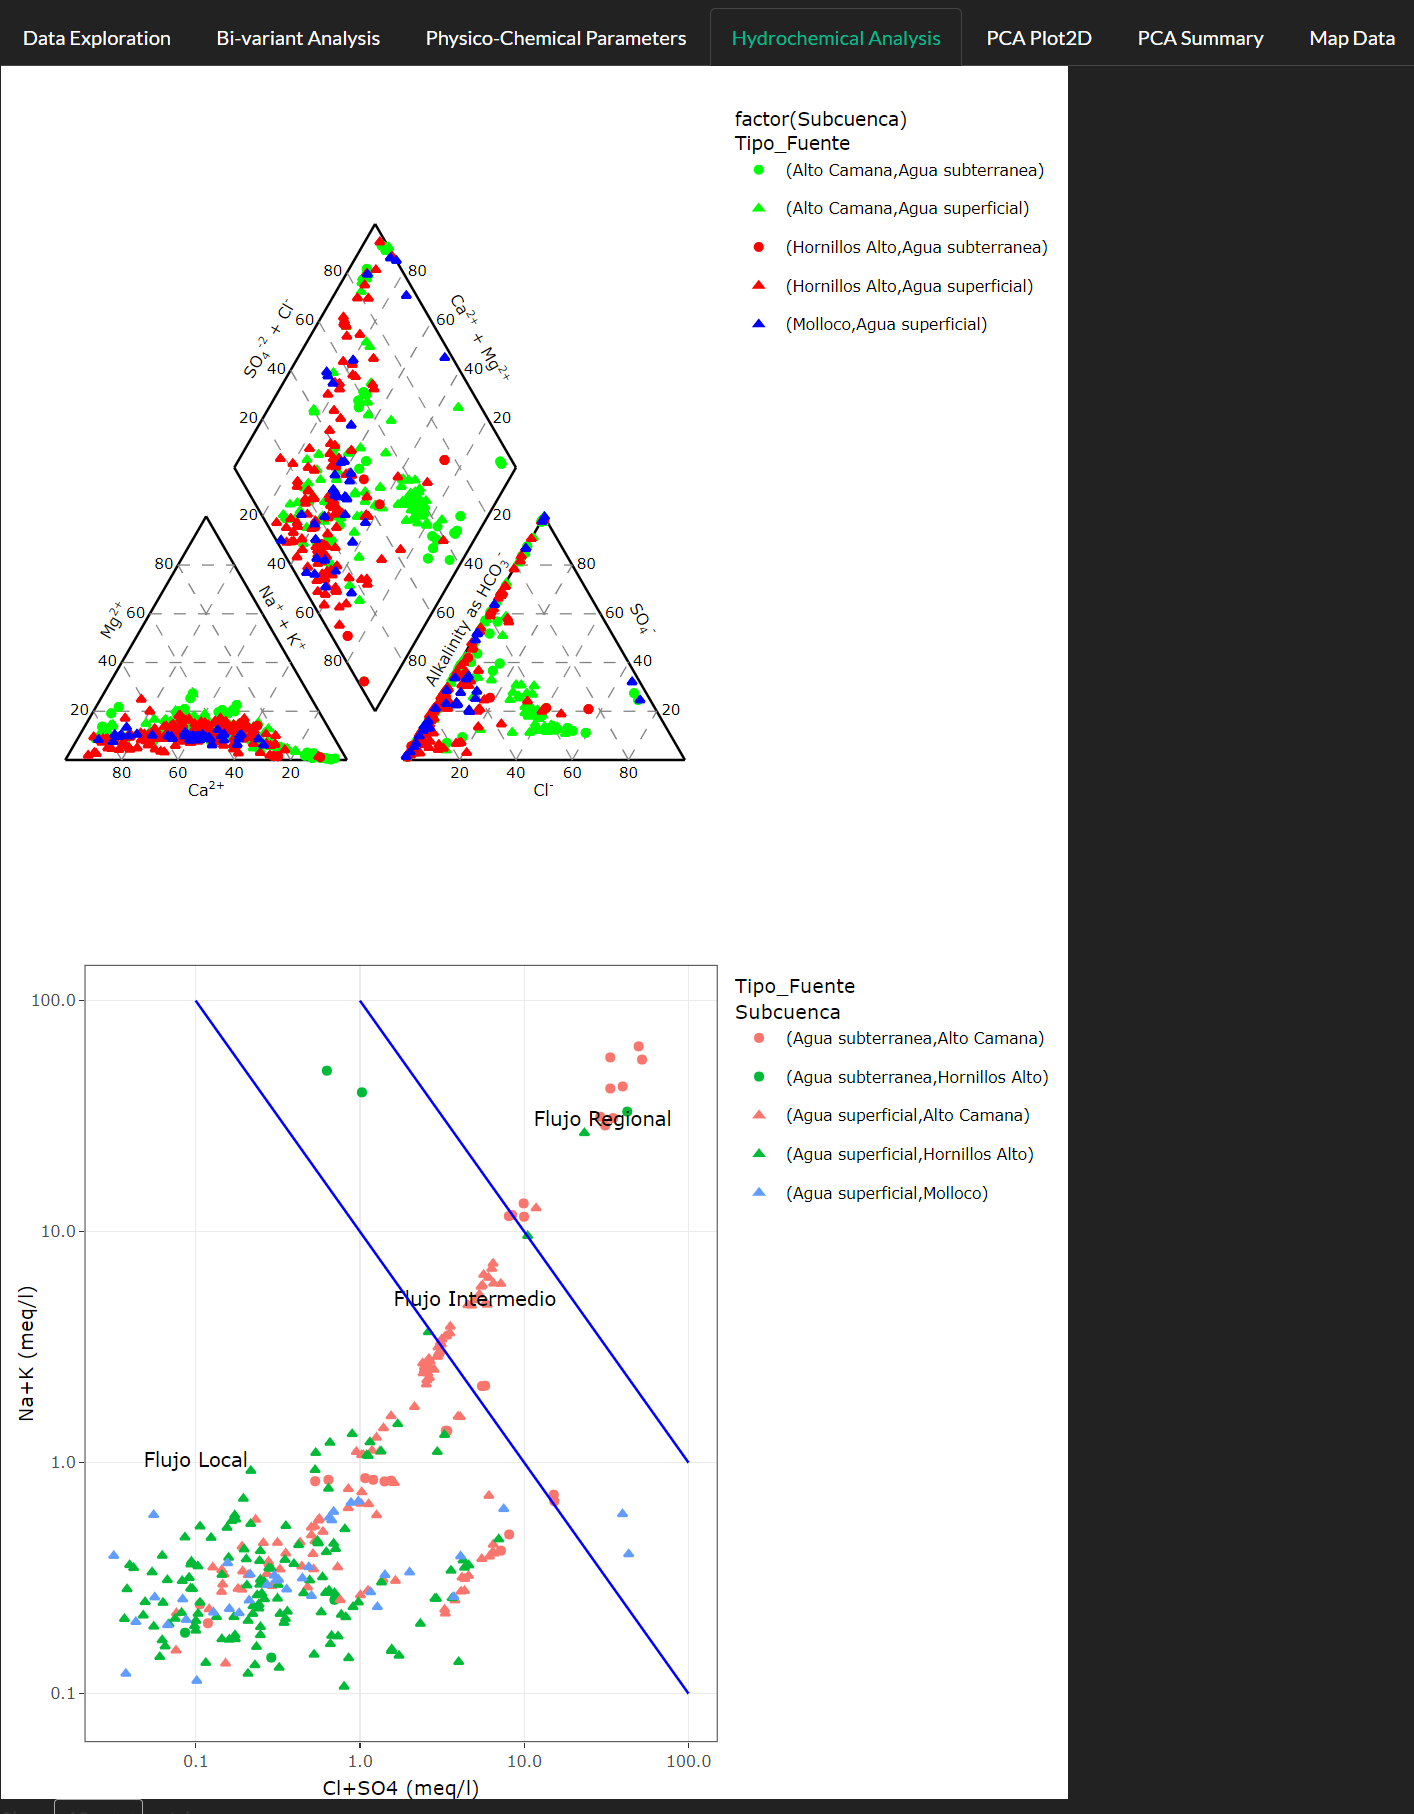 Data Exploration Bi-variant Analysis Physico-Chemical Parameters Hydrochemical Analysis PCA Plot2D PCA Summary Map Data
factor(Subcuenca)
Tipo_Fuente
(Alto Camana,Agua subterranea)
(Alto Camana,Agua superficial)
(Hornillos Alto,Agua subterranea)
(Hornillos Alto,Agua superficial)
(Molloco,Agua superficial)
80 80
SO₄⁻² + Cl⁻
Ca²⁺ + Mg²⁺
60 60
40 40
20 20
20 20
40 40
60 60
80 80
Mg²⁺
Na⁺ + K⁺
80
60
40
20
80 60 40 20
Ca²⁺
Alkalinity as HCO₃⁻
SO₄⁻
80
60
40
20
20 40 60 80
Cl⁻
Tipo_Fuente
Subcuenca
(Agua subterranea,Alto Camana)
(Agua subterranea,Hornillos Alto)
(Agua superficial,Alto Camana)
(Agua superficial,Hornillos Alto)
(Agua superficial,Molloco)
100.0
Flujo Regional
10.0
Flujo Intermedio
Na+K (meq/l)
Flujo Local
1.0
0.1
0.1 1.0 10.0 100.0
Cl+SO4 (meq/l)